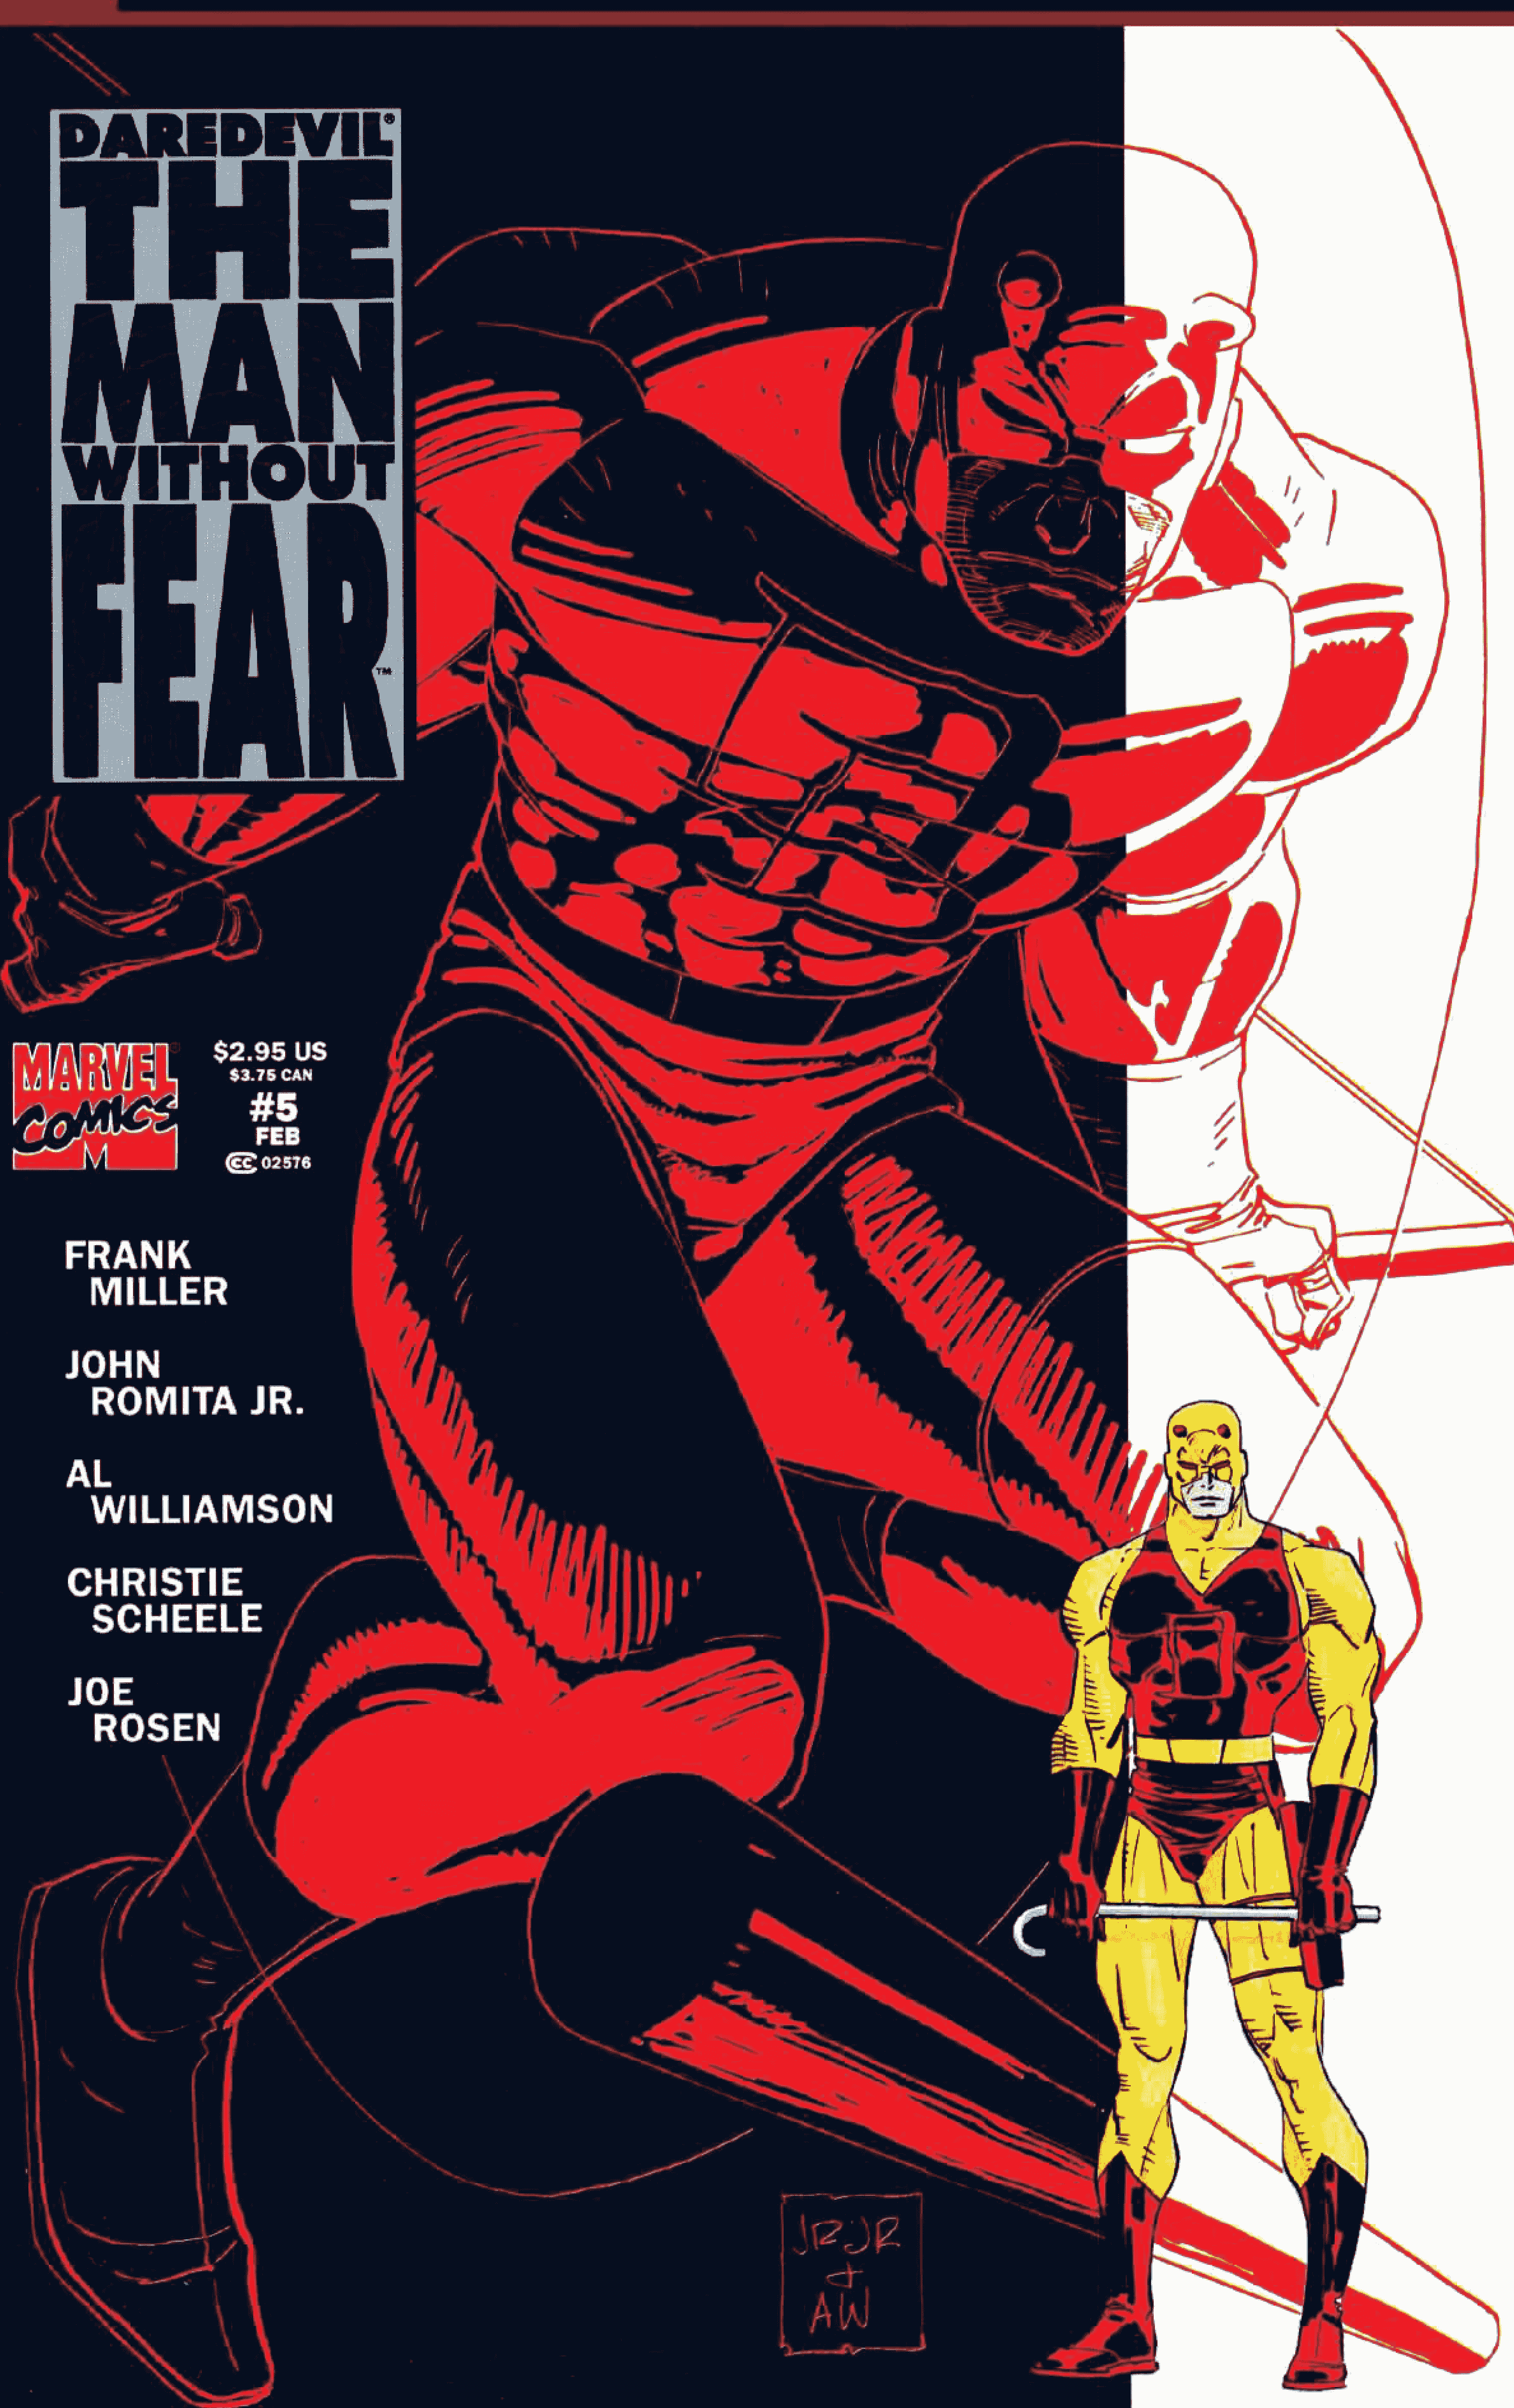 DAREDEVIL®
THE
MAN
WITHOUT
FEAR™
MARVEL®
COMICS
M
$2.95 US
$3.75 CAN
#5
FEB
CC 02576
FRANK
MILLER
JOHN
ROMITA JR.
AL
WILLIAMSON
CHRISTIE
SCHEELE
JOE
ROSEN
JRJR
+
AW